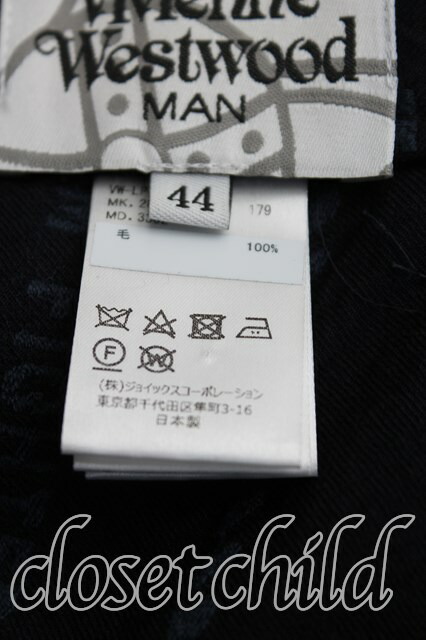 Vivienne
Westwood
MAN
44
179
毛
100%
(株)ジョイックスコーポレーション
東京都千代田区隼町3-16
日本製
closet child